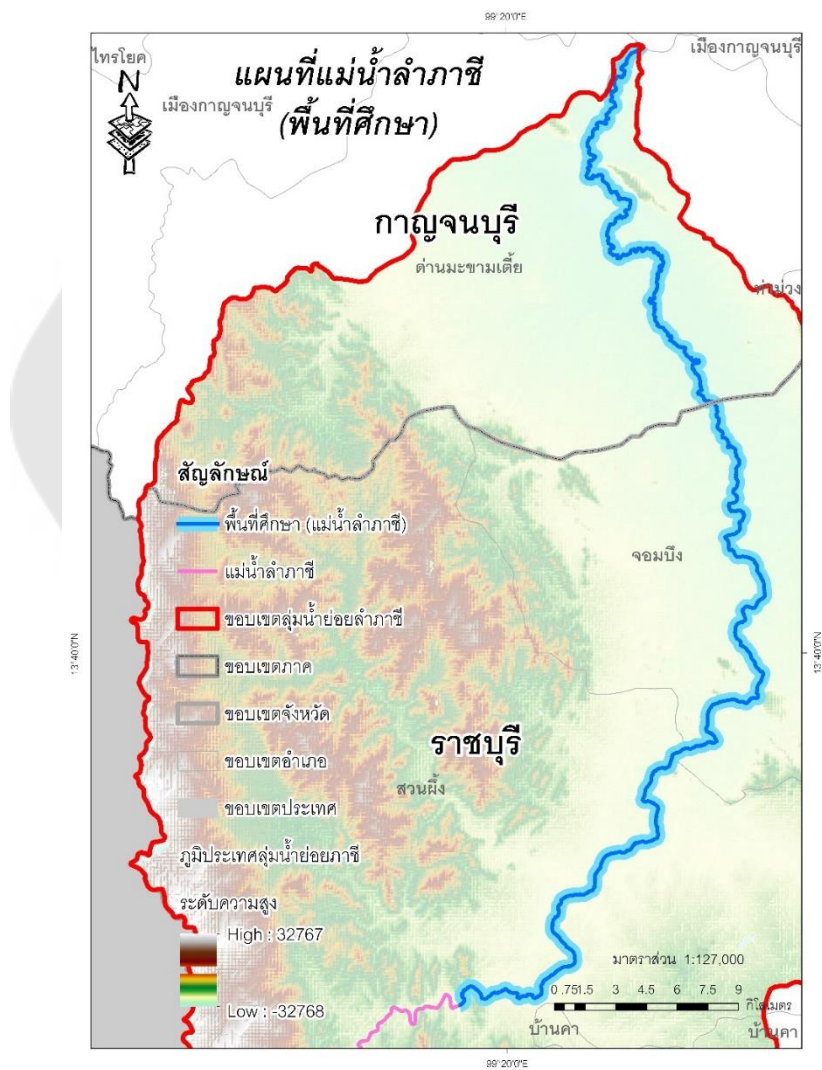 99°20'0"E
ไทรโยค
N
เมืองกาญจนบุรี
แผนที่แม่น้ำลำภาชี
(พื้นที่ศึกษา)
เมืองกาญจนบุรี
กาญจนบุรี
ด่านมะขามเตี้ย
ท่าม่วง
สัญลักษณ์
พื้นที่ศึกษา (แม่น้ำลำภาชี)
แม่น้ำลำภาชี
ขอบเขตลุ่มน้ำย่อยลำภาชี
ขอบเขตภาค
ขอบเขตจังหวัด
ขอบเขตอำเภอ
ขอบเขตประเทศ
ภูมิประเทศลุ่มน้ำย่อยภาชี
ระดับความสูง
High : 32767
Low : -32768
จอมบึง
13°40'0"N
13°40'0"N
ราชบุรี
สวนผึ้ง
มาตราส่วน 1:127,000
0 0.751.5 3 4.5 6 7.5 9
กิโลเมตร
บ้านคา
บ้านคา
99°20'0"E